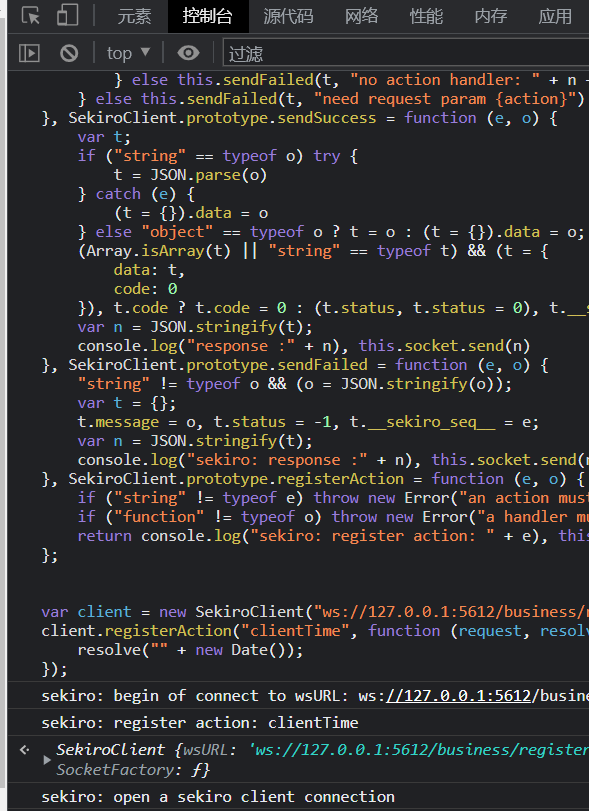 元素 控制台 源代码 网络 性能 内存 应用
top ▼ 过滤
} else this.sendFailed(t, "no action handler: " + n
} else this.sendFailed(t, "need request param {action}")
}, SekiroClient.prototype.sendSuccess = function (e, o) {
var t;
if ("string" == typeof o) try {
t = JSON.parse(o)
} catch (e) {
(t = {}).data = o
} else "object" == typeof o ? t = o : (t = {}).data = o;
(Array.isArray(t) || "string" == typeof t) && (t = {
data: t,
code: 0
}), t.code ? t.code = 0 : (t.status, t.status = 0), t.__
var n = JSON.stringify(t);
console.log("response :" + n), this.socket.send(n)
}, SekiroClient.prototype.sendFailed = function (e, o) {
"string" != typeof o && (o = JSON.stringify(o));
var t = {};
t.message = o, t.status = -1, t.__sekiro_seq__ = e;
var n = JSON.stringify(t);
console.log("sekiro: response :" + n), this.socket.send(
}, SekiroClient.prototype.registerAction = function (e, o) {
if ("string" != typeof e) throw new Error("an action must
if ("function" != typeof o) throw new Error("a handler mu
return console.log("sekiro: register action: " + e), this
};
var client = new SekiroClient("ws://127.0.0.1:5612/business/
client.registerAction("clientTime", function (request, resol
resolve("" + new Date());
});
sekiro: begin of connect to wsURL: ws://127.0.0.1:5612/busine
sekiro: register action: clientTime
SekiroClient {wsURL: 'ws://127.0.0.1:5612/business/register
SocketFactory: ƒ}
sekiro: open a sekiro client connection